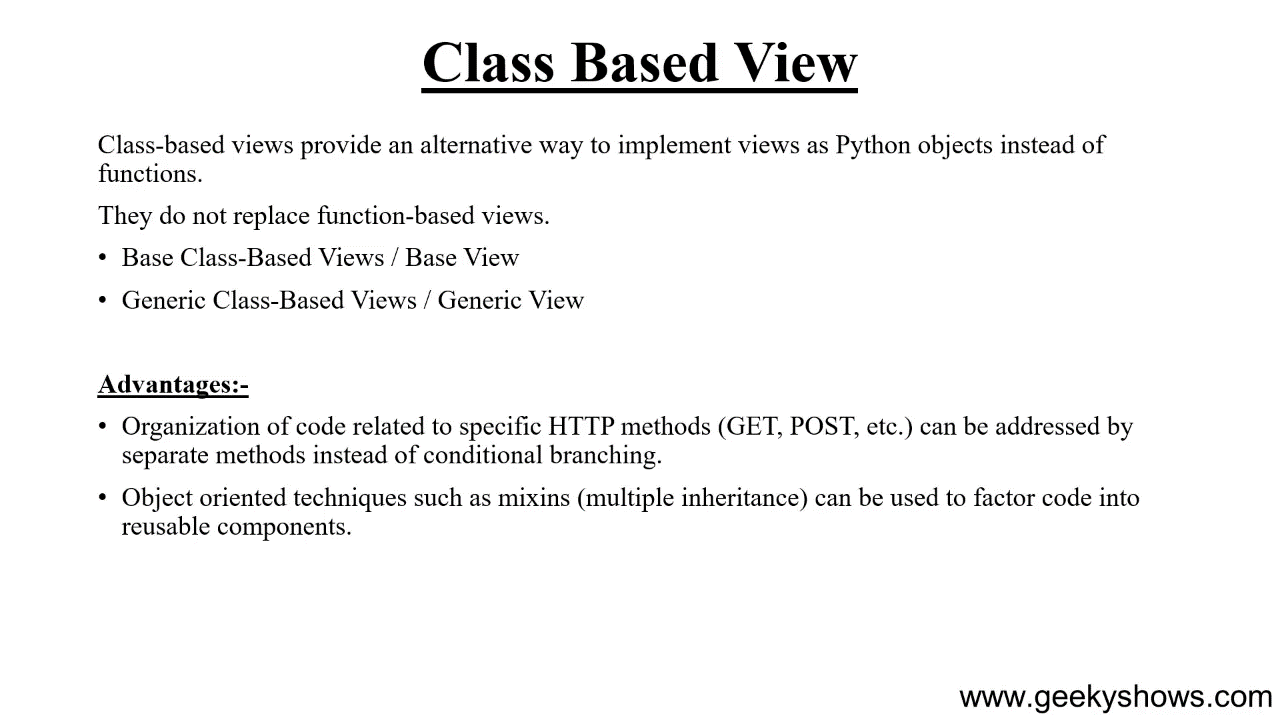 Class Based View
Class-based views provide an alternative way to implement views as Python objects instead of
functions.
They do not replace function-based views.
• Base Class-Based Views / Base View
• Generic Class-Based Views / Generic View
Advantages:-
• Organization of code related to specific HTTP methods (GET, POST, etc.) can be addressed by
separate methods instead of conditional branching.
• Object oriented techniques such as mixins (multiple inheritance) can be used to factor code into
reusable components.
www.geekyshows.com